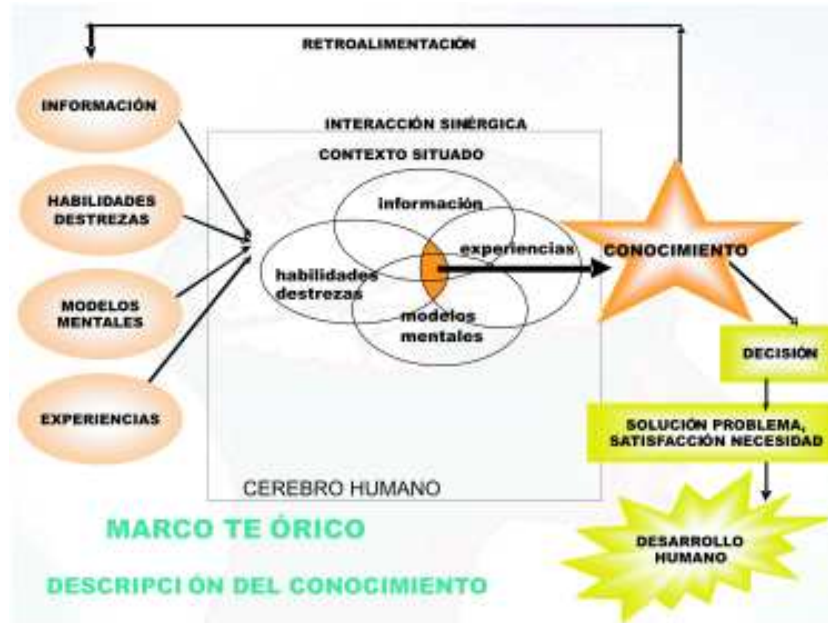 RETROALIMENTACIÓN
INFORMACIÓN
HABILIDADES
DESTREZAS
MODELOS
MENTALES
EXPERIENCIAS
INTERACCIÓN SINÉRGICA
CONTEXTO SITUADO
información
experiencias
habilidades
destrezas
modelos
mentales
CEREBRO HUMANO
CONOCIMIENTO
DECISIÓN
SOLUCIÓN PROBLEMA,
SATISFACCIÓN NECESIDAD
DESARROLLO
HUMANO
MARCO TE ÓRICO
DESCRIPCI ÓN DEL CONOCIMIENTO